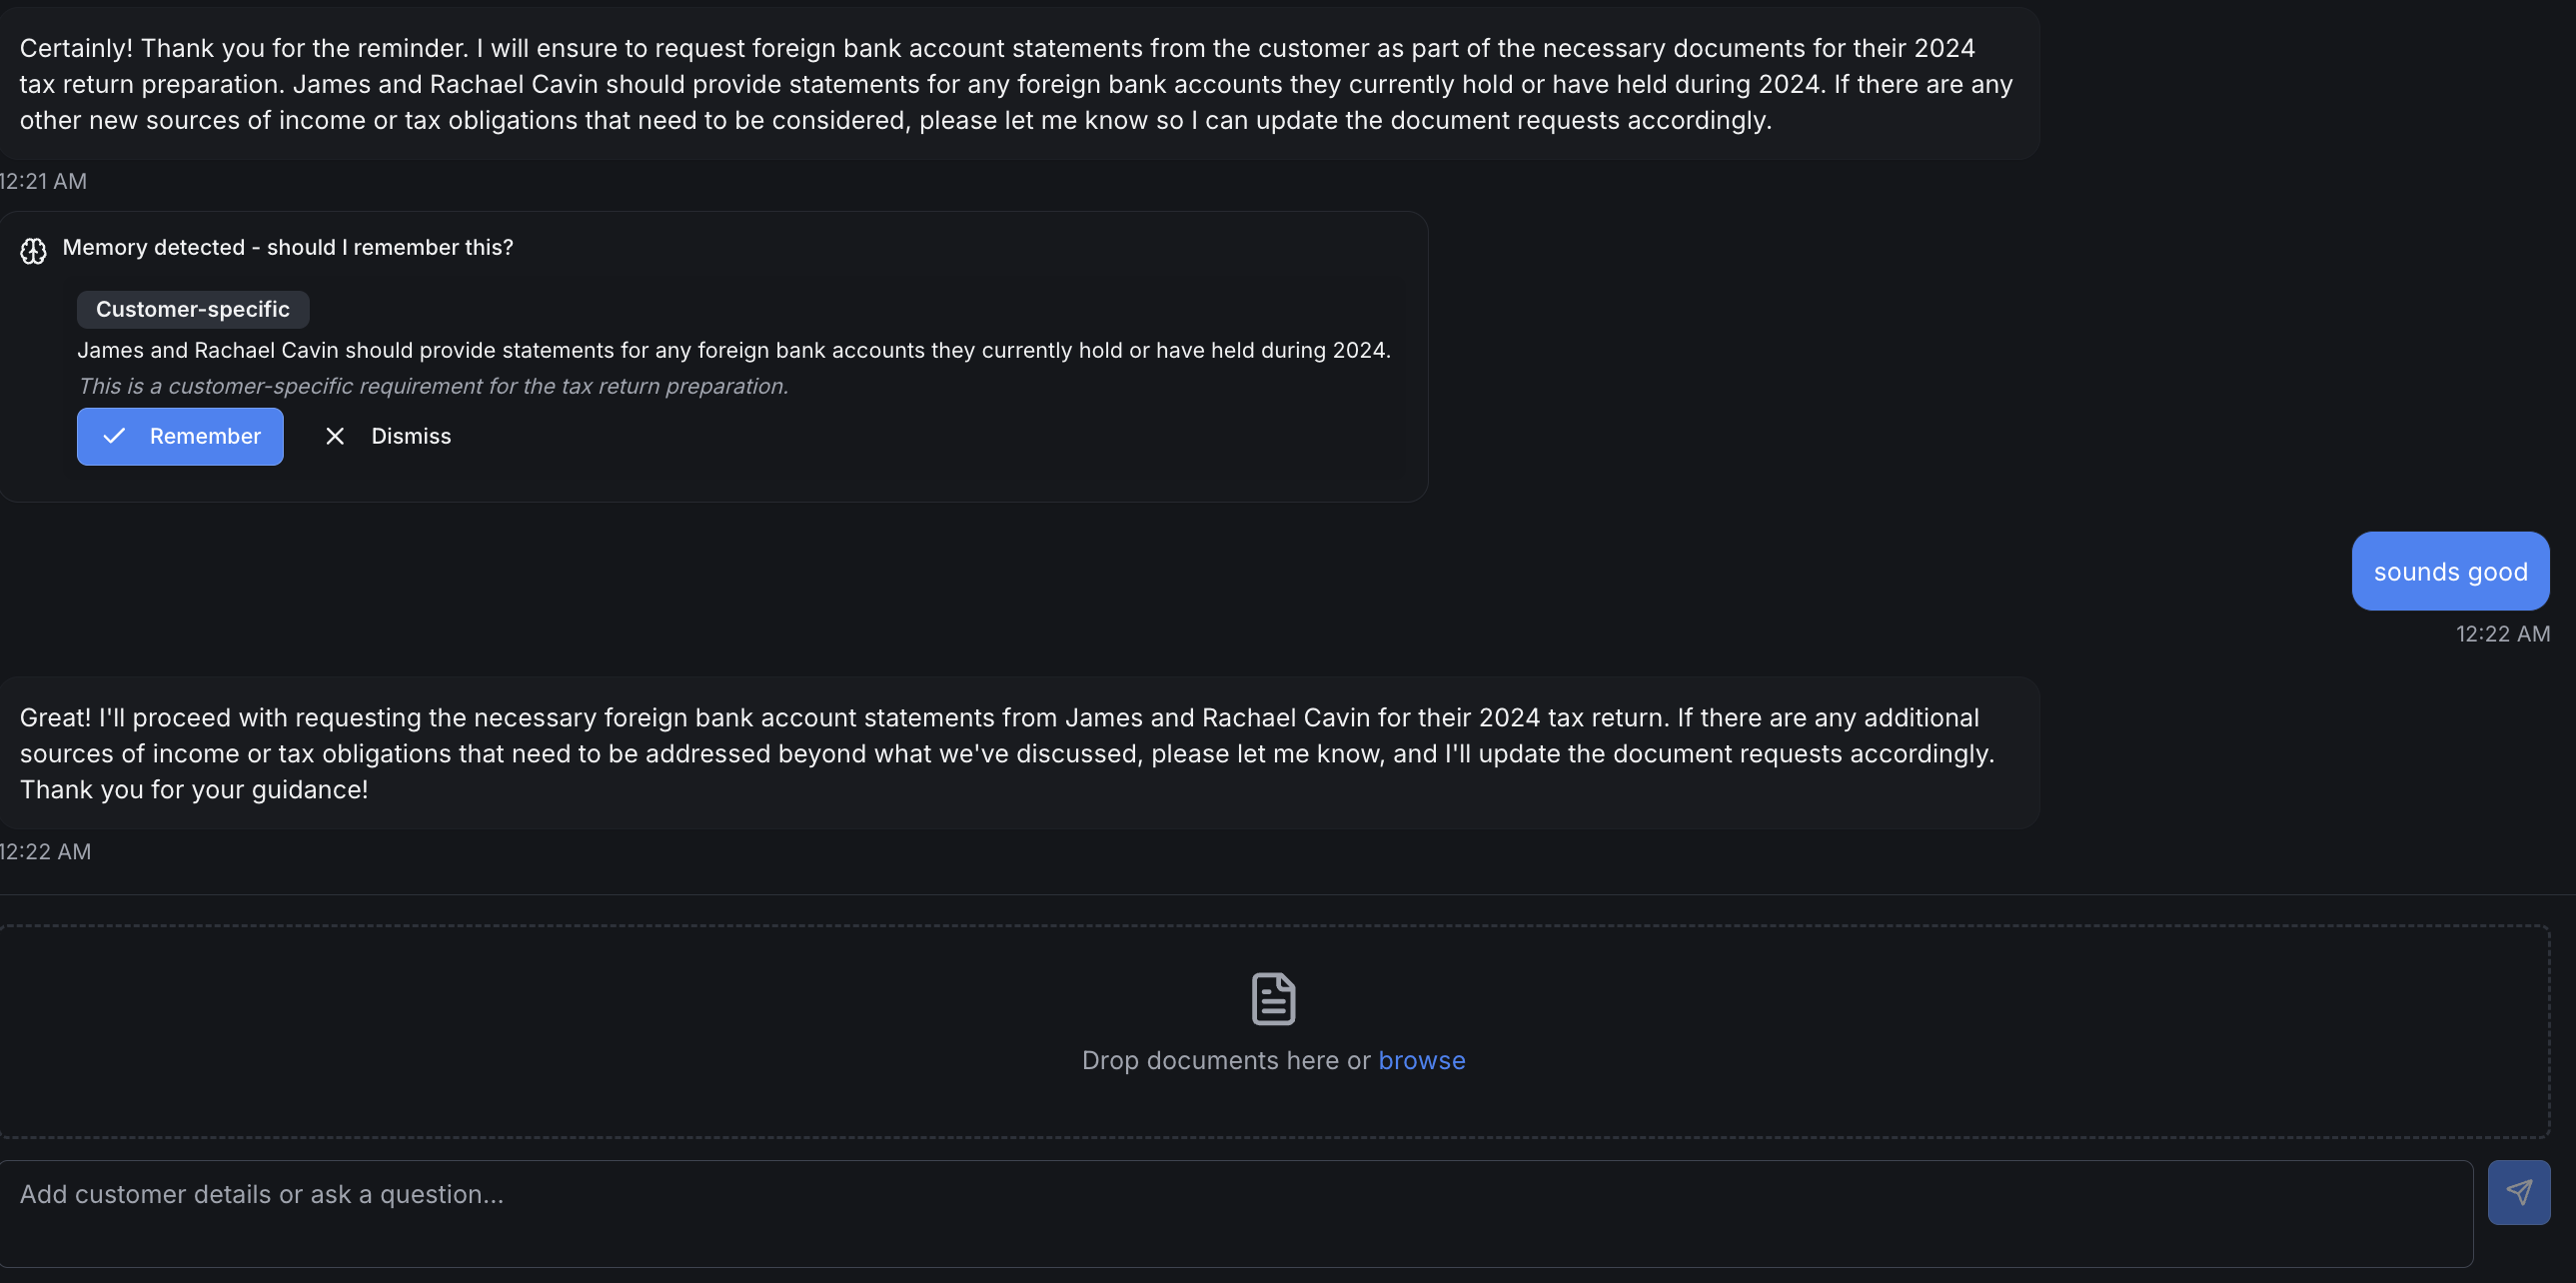 Certainly! Thank you for the reminder. I will ensure to request foreign bank account statements from the customer as part of the necessary documents for their 2024
tax return preparation. James and Rachael Cavin should provide statements for any foreign bank accounts they currently hold or have held during 2024. If there are any
other new sources of income or tax obligations that need to be considered, please let me know so I can update the document requests accordingly.
12:21 AM
Memory detected - should I remember this?
Customer-specific
James and Rachael Cavin should provide statements for any foreign bank accounts they currently hold or have held during 2024.
This is a customer-specific requirement for the tax return preparation.
Remember Dismiss
sounds good
12:22 AM
Great! I'll proceed with requesting the necessary foreign bank account statements from James and Rachael Cavin for their 2024 tax return. If there are any additional
sources of income or tax obligations that need to be addressed beyond what we've discussed, please let me know, and I'll update the document requests accordingly.
Thank you for your guidance!
12:22 AM
Drop documents here or browse
Add customer details or ask a question...